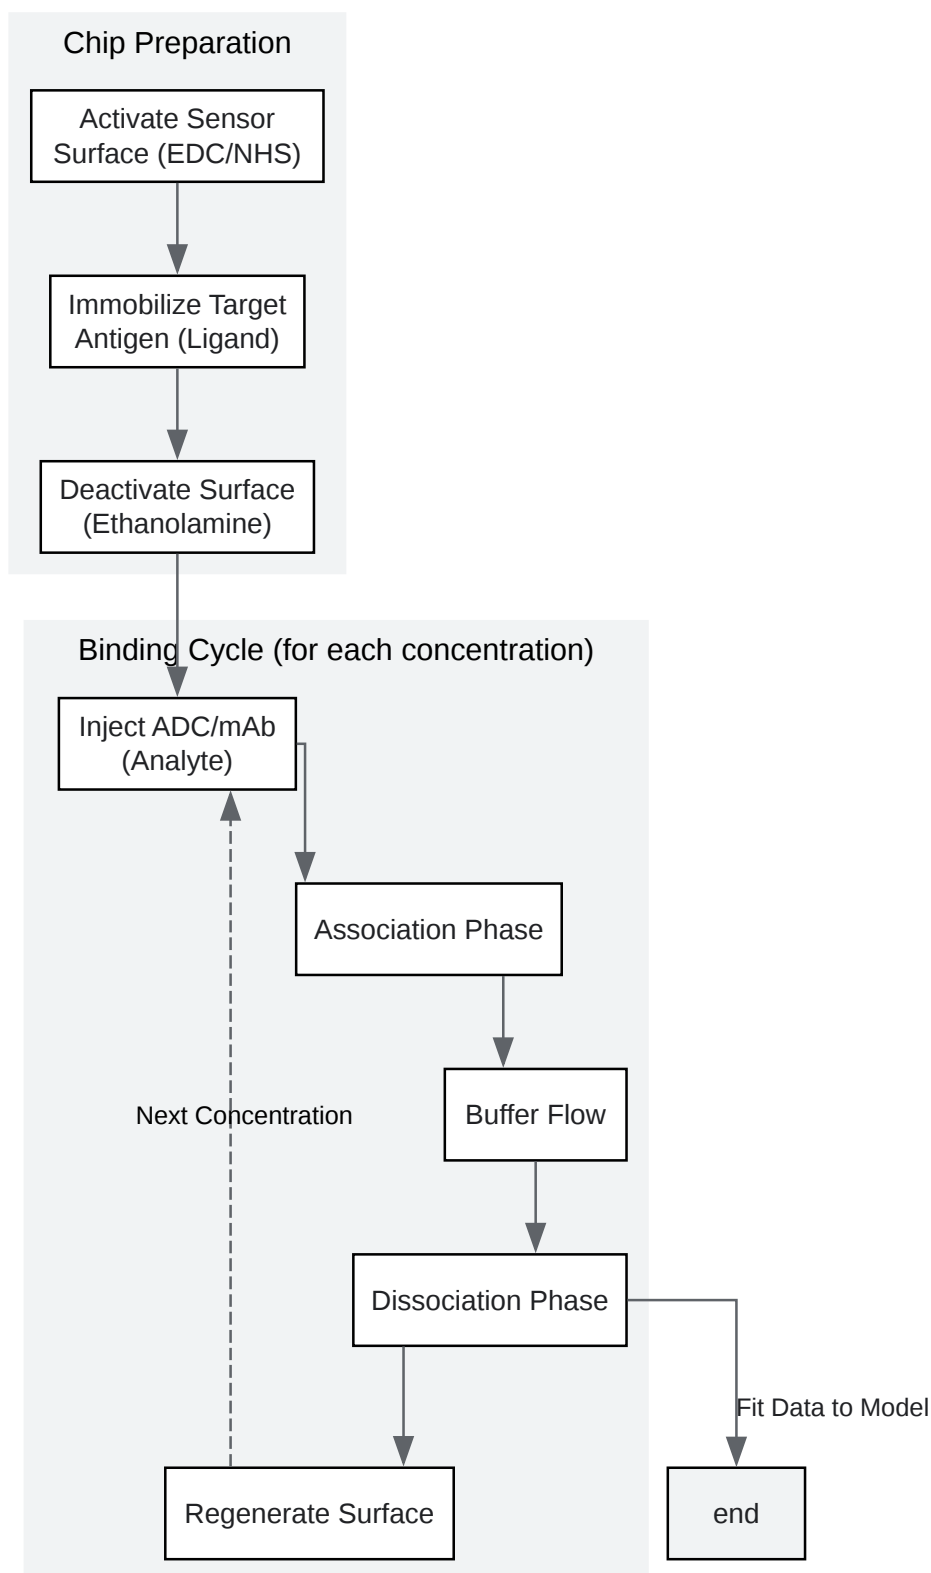 Chip Preparation
Activate Sensor
Surface (EDC/NHS)
Immobilize Target
Antigen (Ligand)
Deactivate Surface
(Ethanolamine)
Binding Cycle (for each concentration)
Inject ADC/mAb
(Analyte)
Association Phase
Next Concentration
Buffer Flow
Dissociation Phase
Fit Data to Model
Regenerate Surface
end